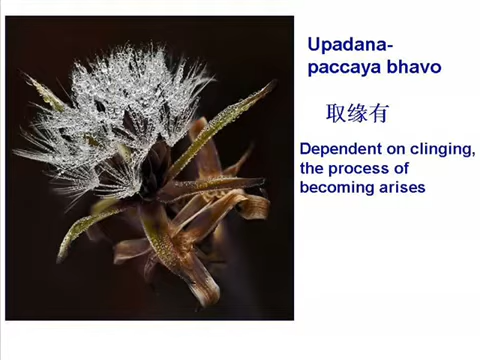 Upadana-
paccaya bhavo
取缘有
Dependent on clinging,
the process of
becoming arises